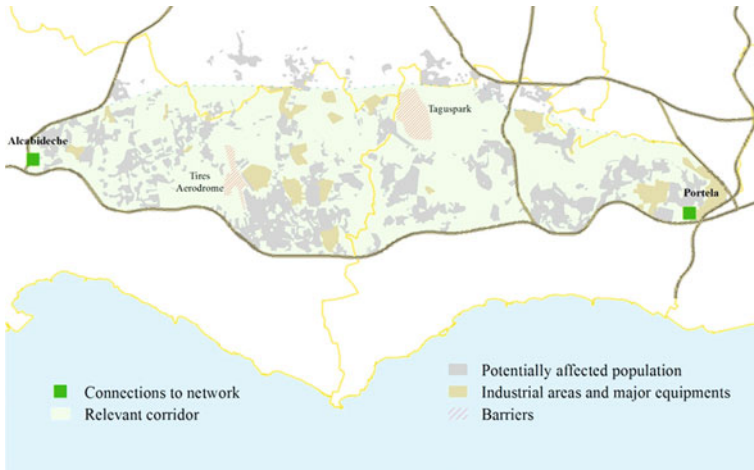 Taguspark
Alcabideche
Tires
Aerodrome
Portela
Connections to network
Relevant corridor
Potentially affected population
Industrial areas and major equipments
Barriers